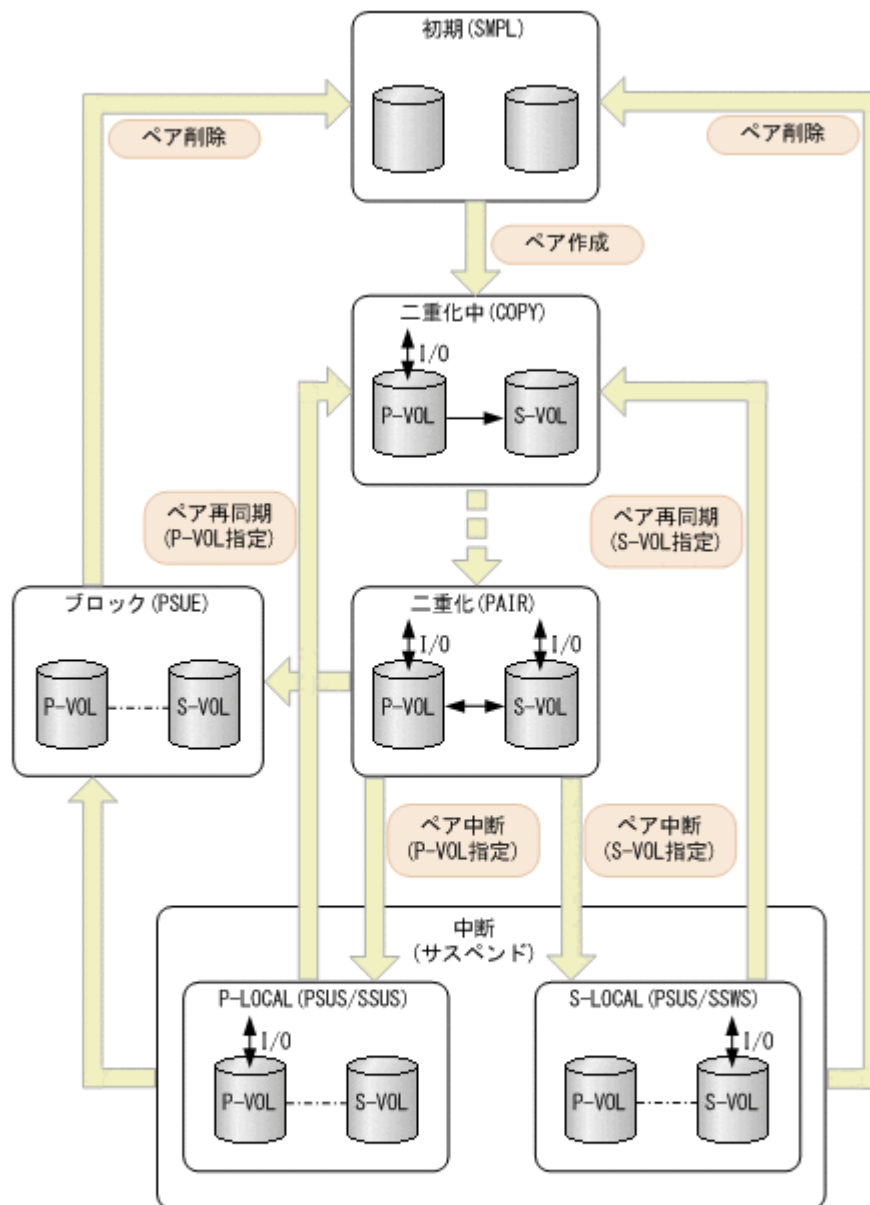 初期(SMPL)
ペア削除
ペア削除
ペア作成
二重化中(COPY)
I/O
P-VOL
S-VOL
ペア再同期
(P-VOL指定)
ペア再同期
(S-VOL指定)
ブロック(PSUE)
P-VOL
S-VOL
二重化(PAIR)
I/O
I/O
P-VOL
S-VOL
ペア中断
(P-VOL指定)
ペア中断
(S-VOL指定)
中断
(サスペンド)
P-LOCAL(PSUS/SSUS)
I/O
P-VOL
S-VOL
S-LOCAL(PSUS/SSWS)
I/O
P-VOL
S-VOL